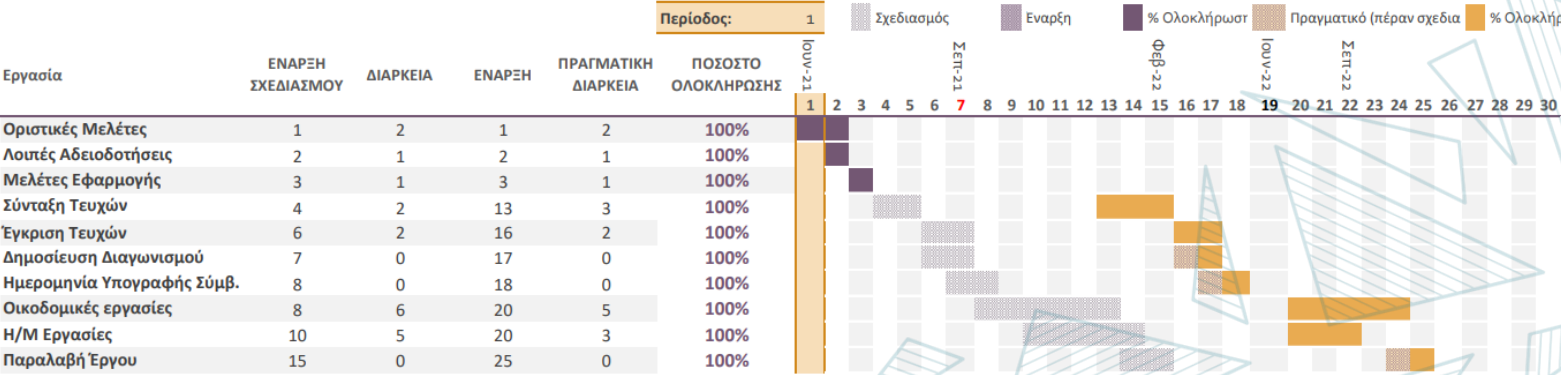 Περίοδος: 1 Σχεδιασμός Εναρξη % Ολοκλήρωση Πραγματικό (πέραν σχεδια % Ολοκλήρ
Ιουν-21 Σεπ-21 Φεβ-22 Ιουν-22 Σεπ-22
Εργασία ΕΝΑΡΞΗ ΣΧΕΔΙΑΣΜΟΥ ΔΙΑΡΚΕΙΑ ΕΝΑΡΞΗ ΠΡΑΓΜΑΤΙΚΗ ΔΙΑΡΚΕΙΑ ΠΟΣΟΣΤΟ ΟΛΟΚΛΗΡΩΣΗΣ
1 2 3 4 5 6 7 8 9 10 11 12 13 14 15 16 17 18 19 20 21 22 23 24 25 26 27 28 29 30
Οριστικές Μελέτες 1 2 1 2 100%
Λοιπές Αδειοδοτήσεις 2 1 2 1 100%
Μελέτες Εφαρμογής 3 1 3 1 100%
Σύνταξη Τευχών 4 2 13 3 100%
Έγκριση Τευχών 6 2 16 2 100%
Δημοσίευση Διαγωνισμού 7 0 17 0 100%
Ημερομηνία Υπογραφής Σύμβ. 8 0 18 0 100%
Οικοδομικές εργασίες 8 6 20 5 100%
Η/Μ Εργασίες 10 5 20 3 100%
Παραλαβή Έργου 15 0 25 0 100%